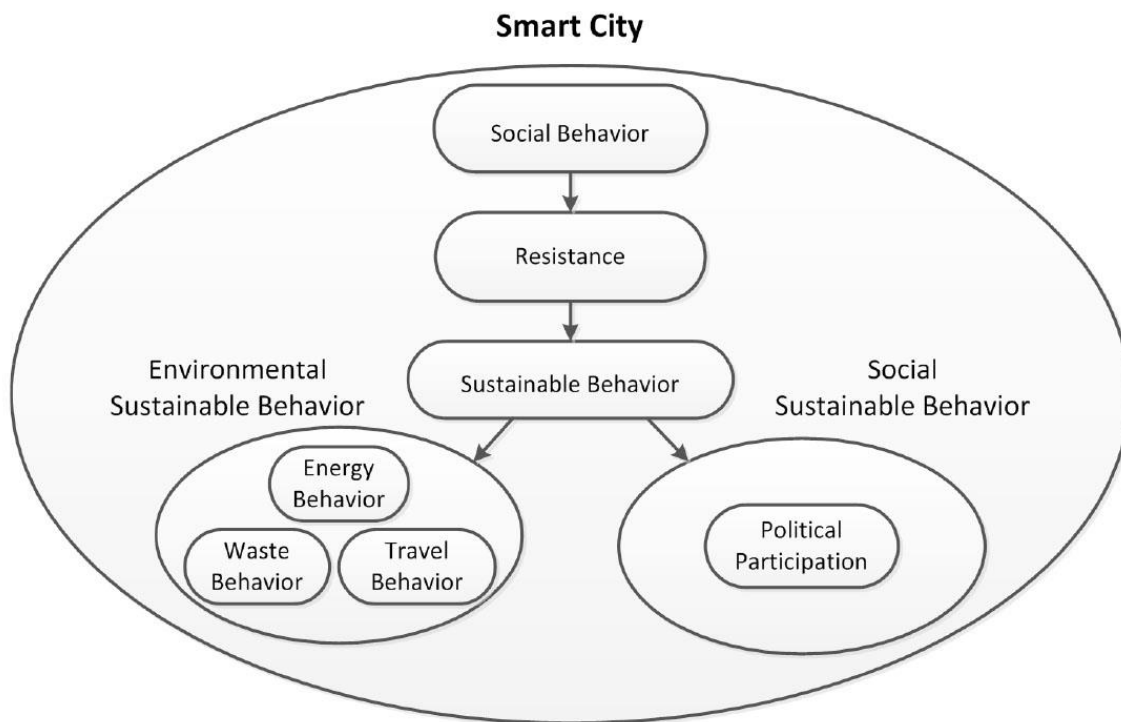 Smart City
Social Behavior
Resistance
Sustainable Behavior
Environmental
Sustainable Behavior
Energy
Behavior
Waste
Behavior
Travel
Behavior
Social
Sustainable Behavior
Political
Participation